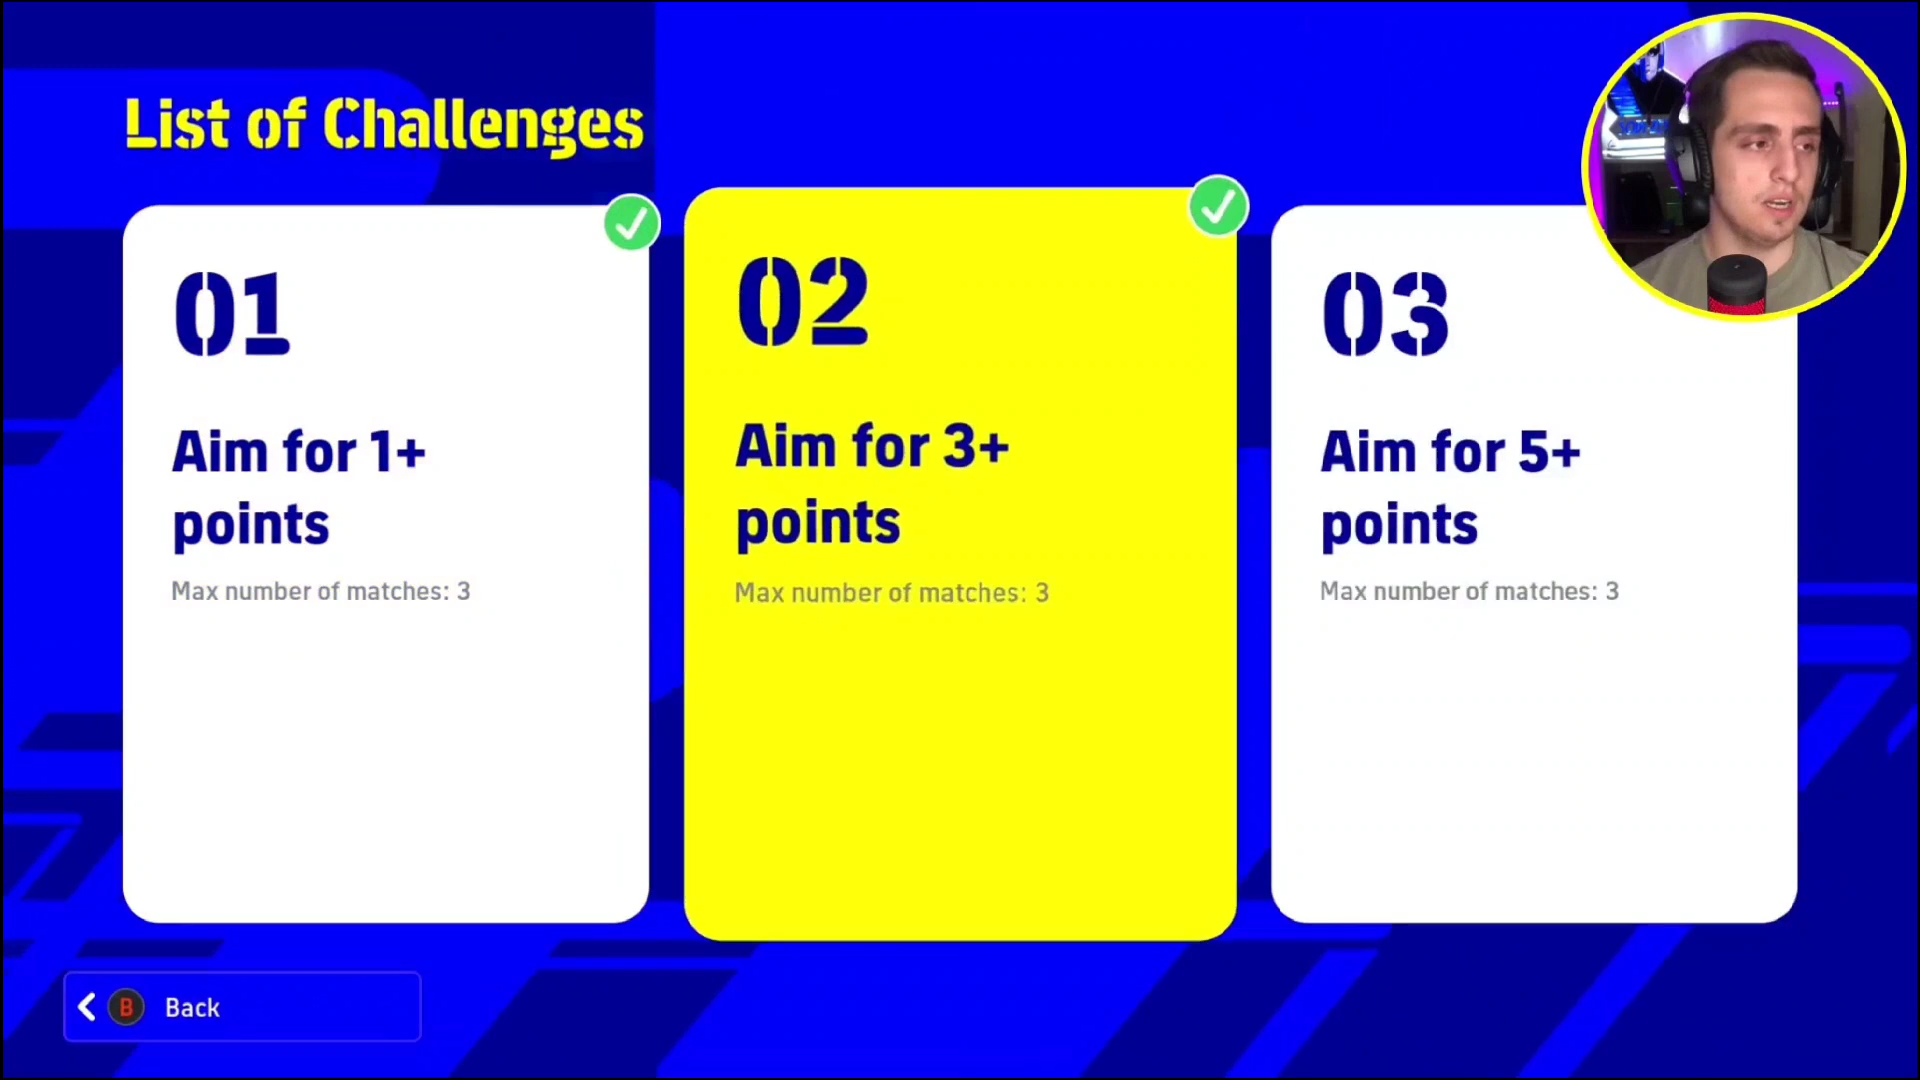 List of Challenges
01
Aim for 1+
points
Max number of matches: 3
02
Aim for 3+
points
Max number of matches: 3
03
Aim for 5+
points
Max number of matches: 3
B Back